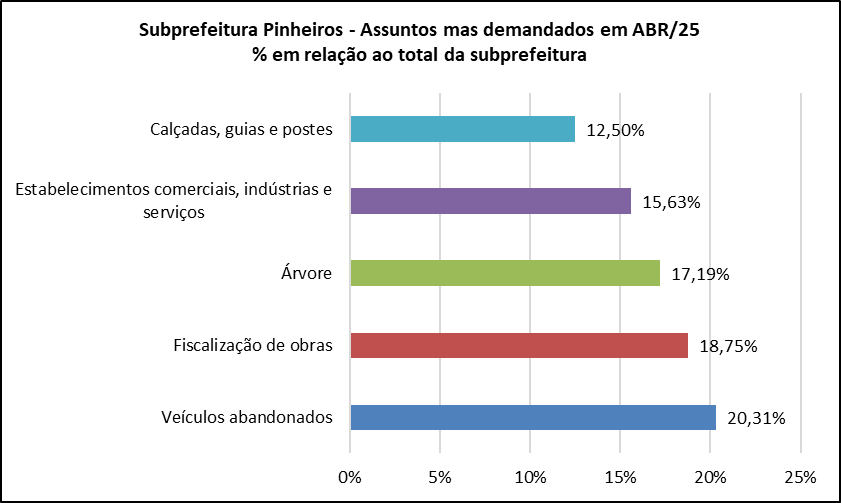 Subprefeitura Pinheiros - Assuntos mas demandados em ABR/25
% em relação ao total da subprefeitura
Calçadas, guias e postes
12,50%
Estabelecimentos comerciais, indústrias e
serviços
15,63%
Árvore
17,19%
Fiscalização de obras
18,75%
Veículos abandonados
20,31%
0%
5%
10%
15%
20%
25%